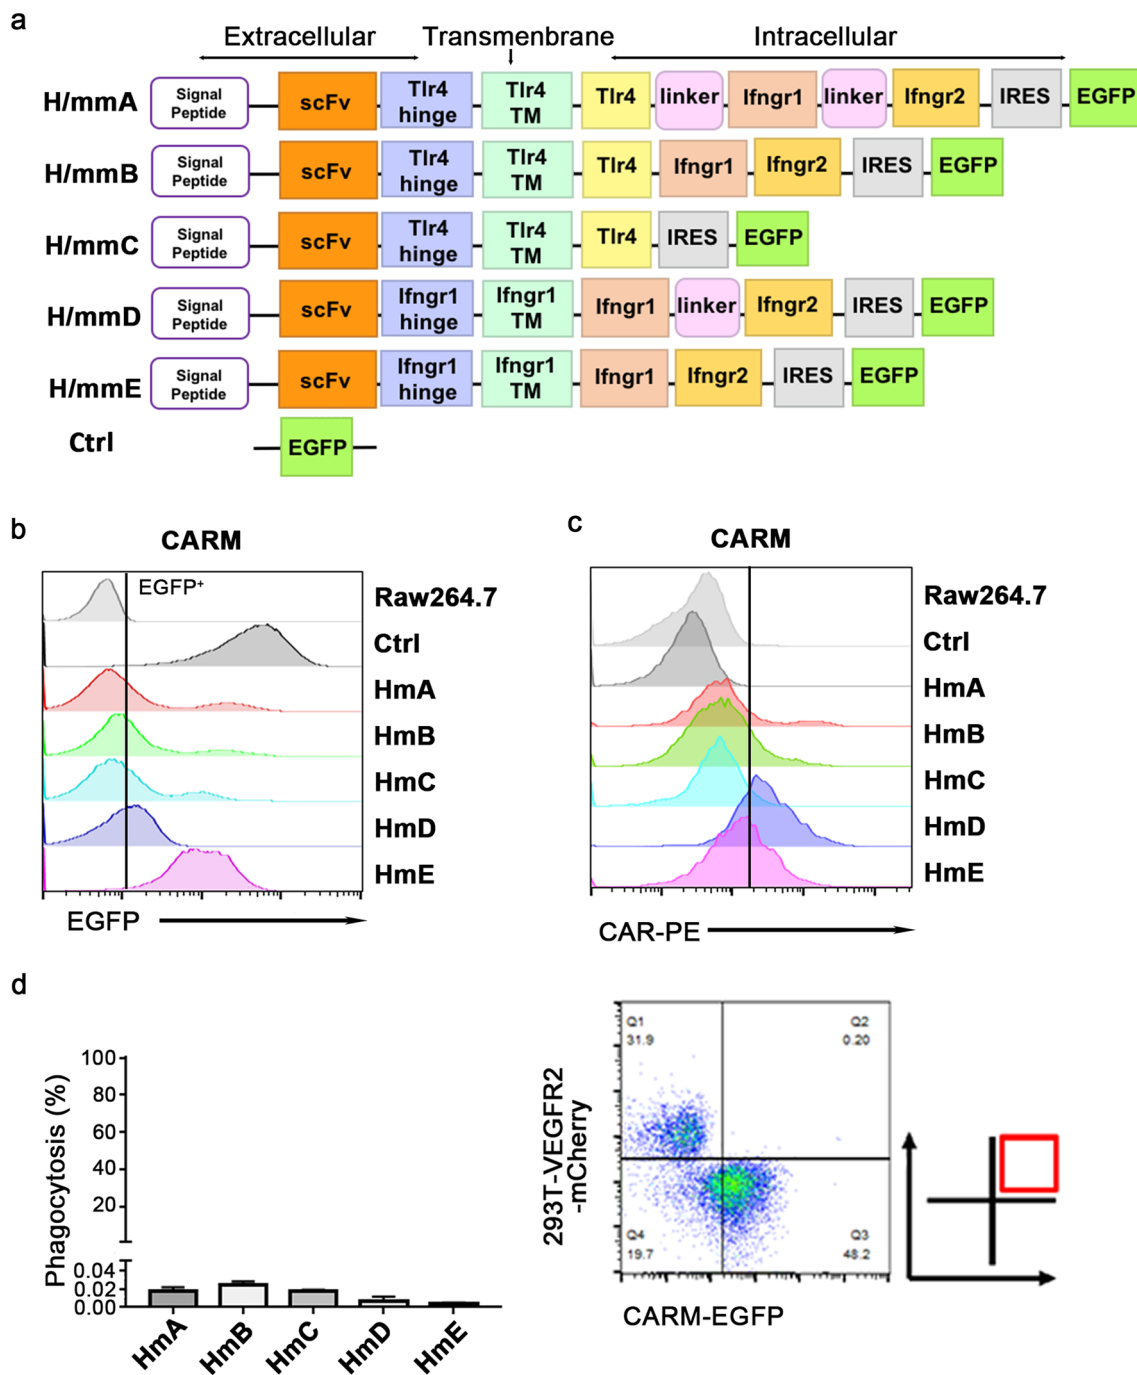 a
Extracellular Transmenbrane Intracellular
H/mmA Signal Peptide scFv Tlr4 hinge Tlr4 TM Tlr4 linker Ifngr1 linker Ifngr2 IRES EGFP
H/mmB Signal Peptide scFv Tlr4 hinge Tlr4 TM Tlr4 Ifngr1 Ifngr2 IRES EGFP
H/mmC Signal Peptide scFv Tlr4 hinge Tlr4 TM Tlr4 IRES EGFP
H/mmD Signal Peptide scFv Ifngr1 hinge Ifngr1 TM Ifngr1 linker Ifngr2 IRES EGFP
H/mmE Signal Peptide scFv Ifngr1 hinge Ifngr1 TM Ifngr1 Ifngr2 IRES EGFP
Ctrl EGFP
b
CARM
EGFP+
Raw264.7
Ctrl
HmA
HmB
HmC
HmD
HmE
EGFP
c
CARM
Raw264.7
Ctrl
HmA
HmB
HmC
HmD
HmE
CAR-PE
d
Phagocytosis (%)
100
80
60
40
20
0.04
0.02
0.00
HmA
HmB
HmC
HmD
HmE
293T-VEGFR2
-mCherry
Q1
31.9
Q2
0.20
Q4
19.7
Q3
48.2
CARM-EGFP